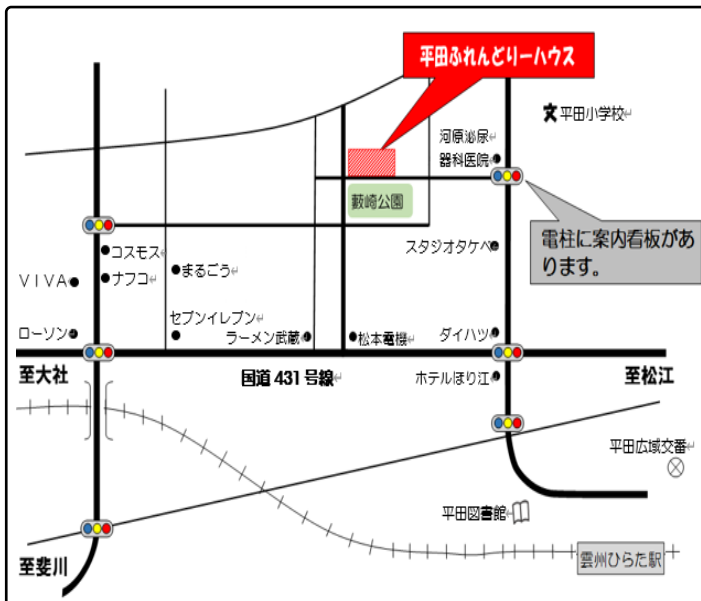 平田ふれんどりーハウス
文 平田小学校
河原泌尿
器科医院
藪崎公園
電柱に案内看板があ
ります。
スタジオタケベ
コスモス
ナフコ
まるごう
VIVA
セブンイレブン
ローソン
ラーメン武蔵
松本電機
ダイハツ
至大社
国道431号線
ホテルほり江
至松江
平田広域交番
平田図書館
雲州ひらた駅
至斐川